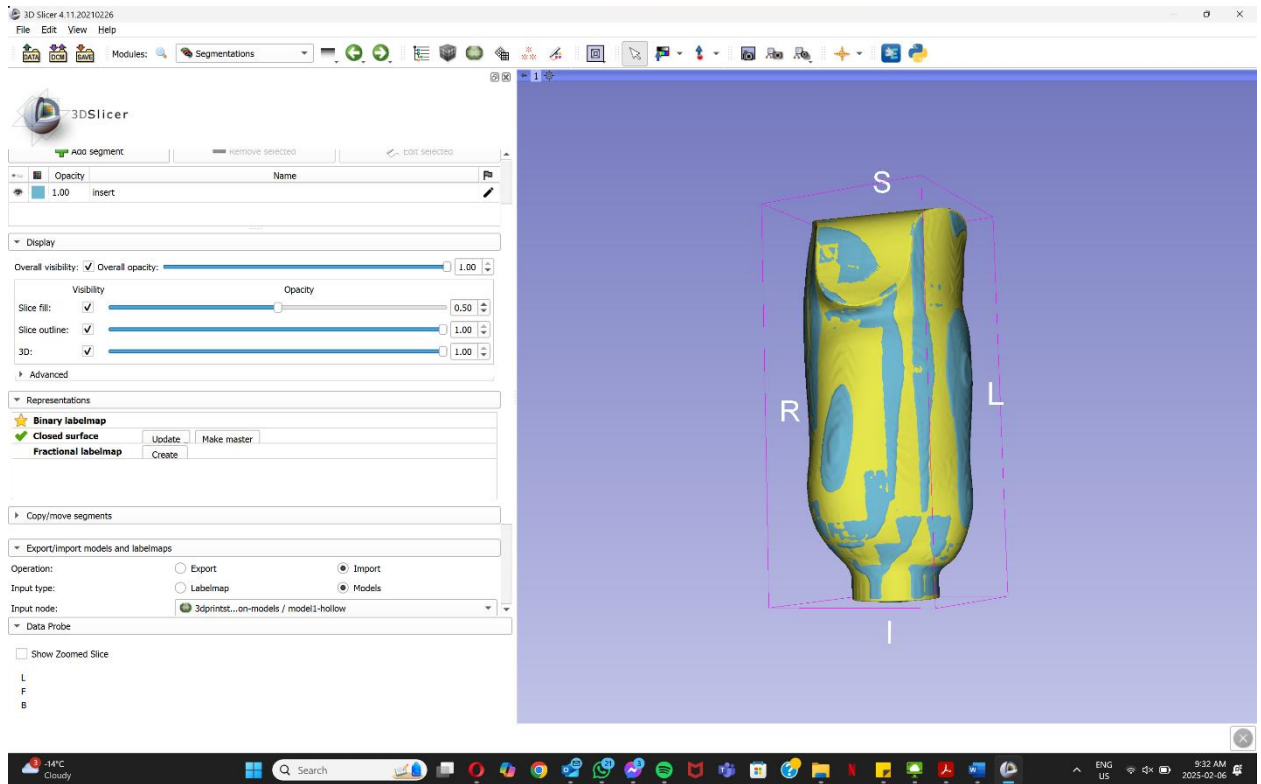 3D Slicer 4.11.20210226
File Edit View Help
DATA DCM SAVE Modules: Segmentations
1
3DSlicer
Add segment Remove selected Edit selected
Opacity Name
1.00 insert
Display
Overall visibility: Overall opacity: 1.00
Visibility Opacity
Slice fill: 0.50
Slice outline: 1.00
3D: 1.00
Advanced
Representations
Binary labelmap
Closed surface Update Make master
Fractional labelmap Create
Copy/move segments
Export/import models and labelmaps
Operation: Export Import
Input type: Labelmap Models
Input node: 3dprintst...on-models / model1-hollow
Data Probe
Show Zoomed Slice
L
F
B
S
R
L
I
3 -14°C
Cloudy
Search
99
21
4
N
ENG
US
9:32 AM
2025-02-06